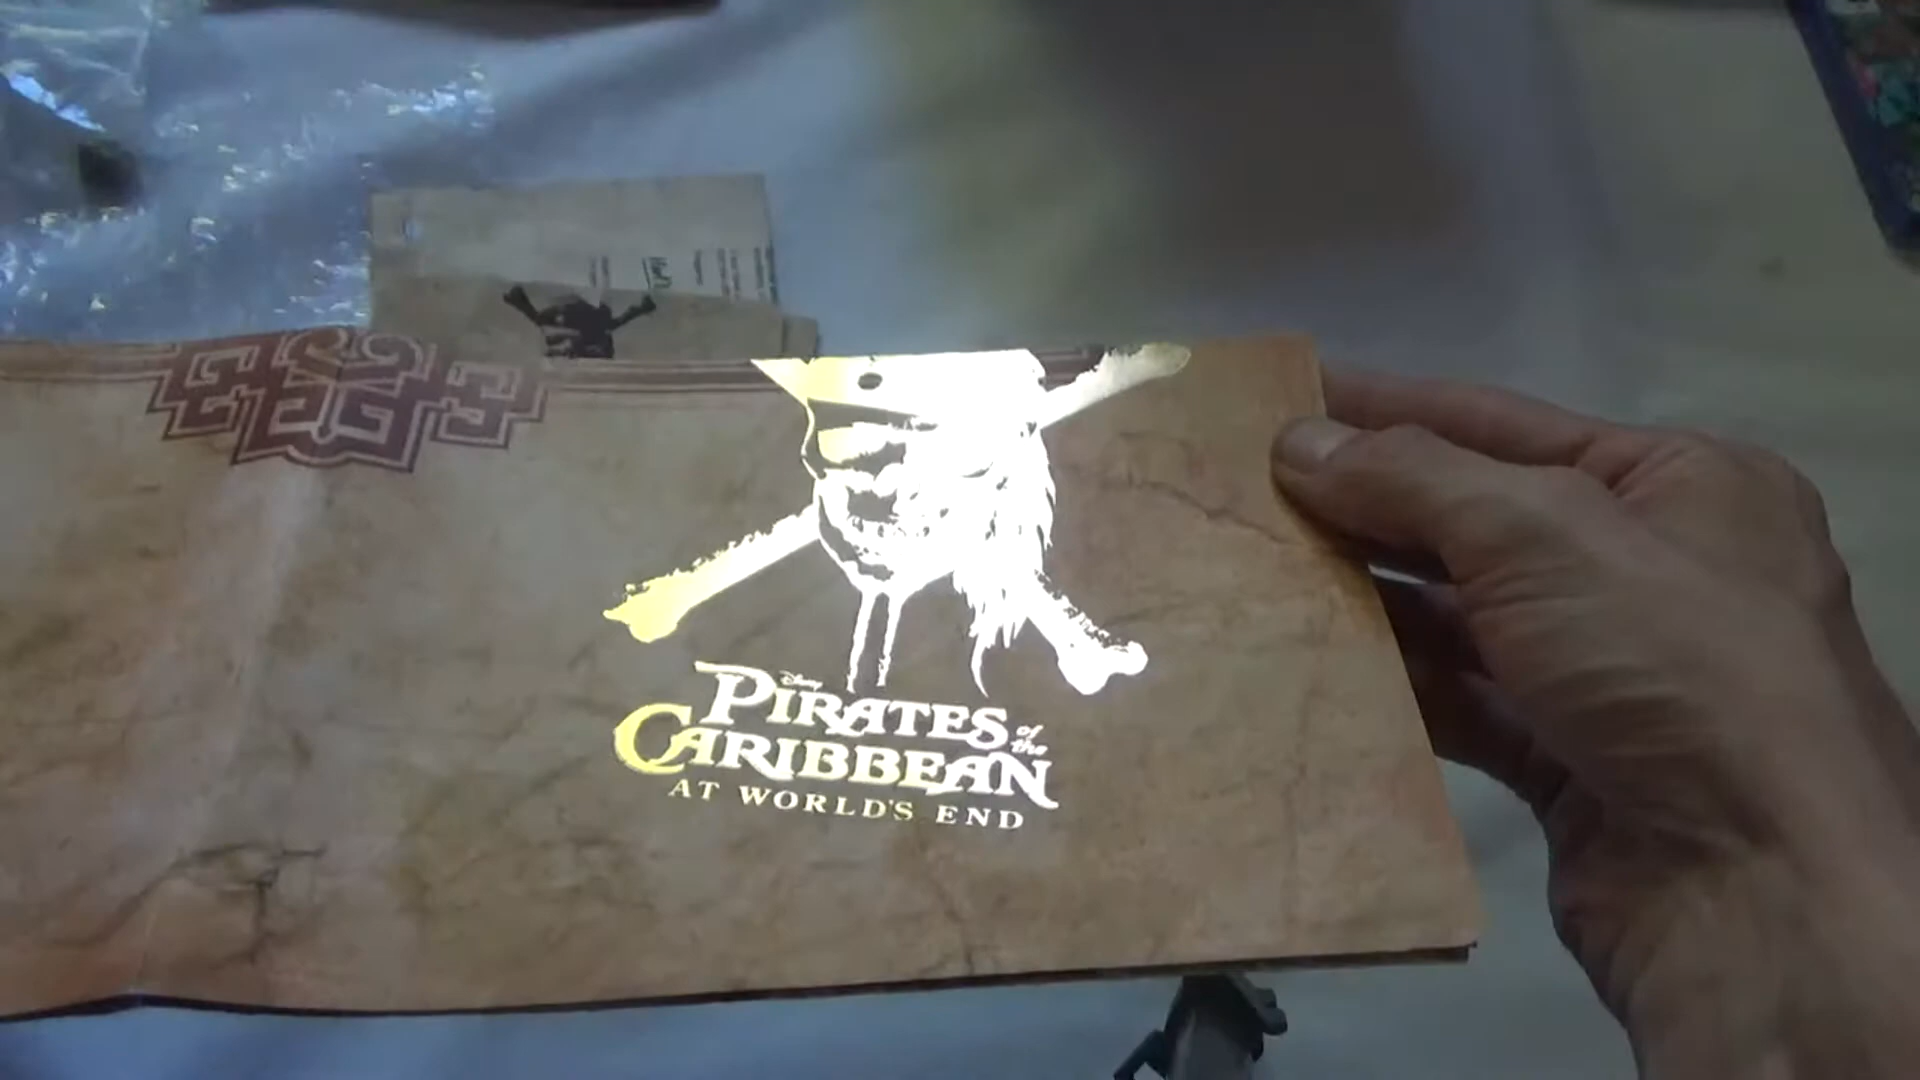 Disney
PIRATES of the
CARIBBEAN
AT WORLD'S END